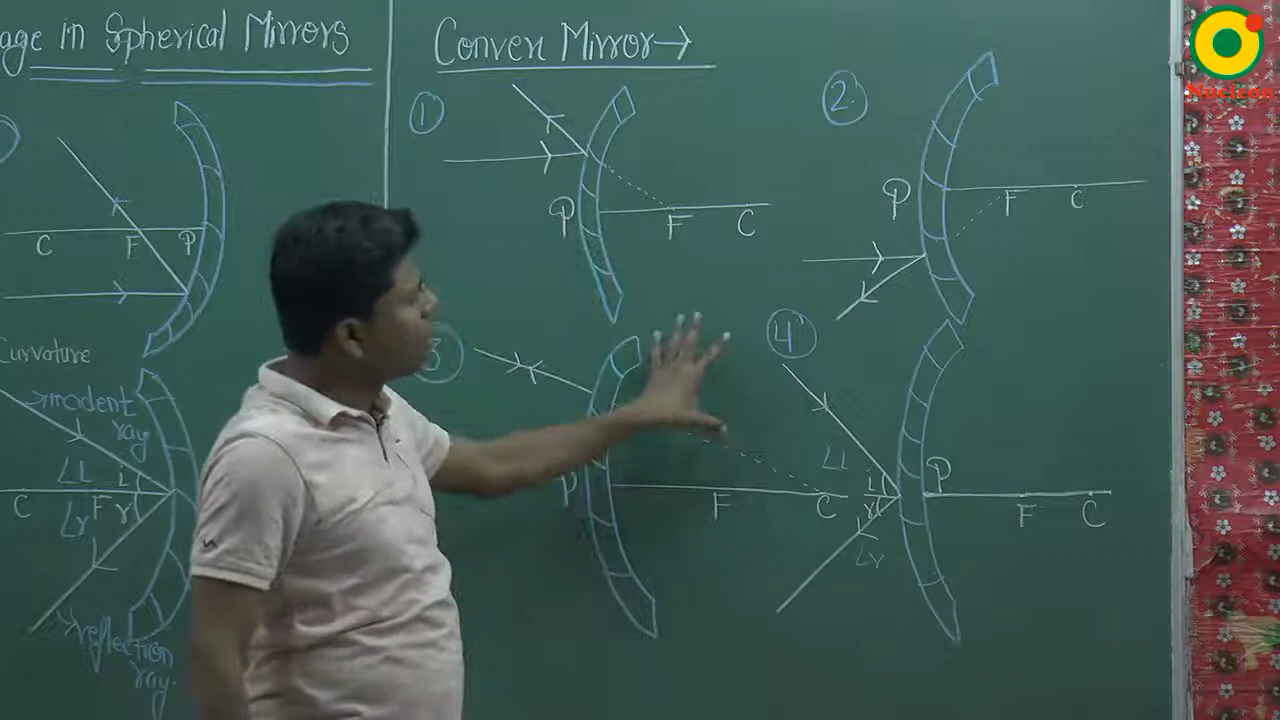 age in Spherical Mirrors
C F P
Curvature
incident
ray
∠i i
C F r
∠r
reflection
ray.
Convex Mirror→
1
P F C
2.
P F C
3
P F C
4
∠i i P
r F C
∠r
Nucleon